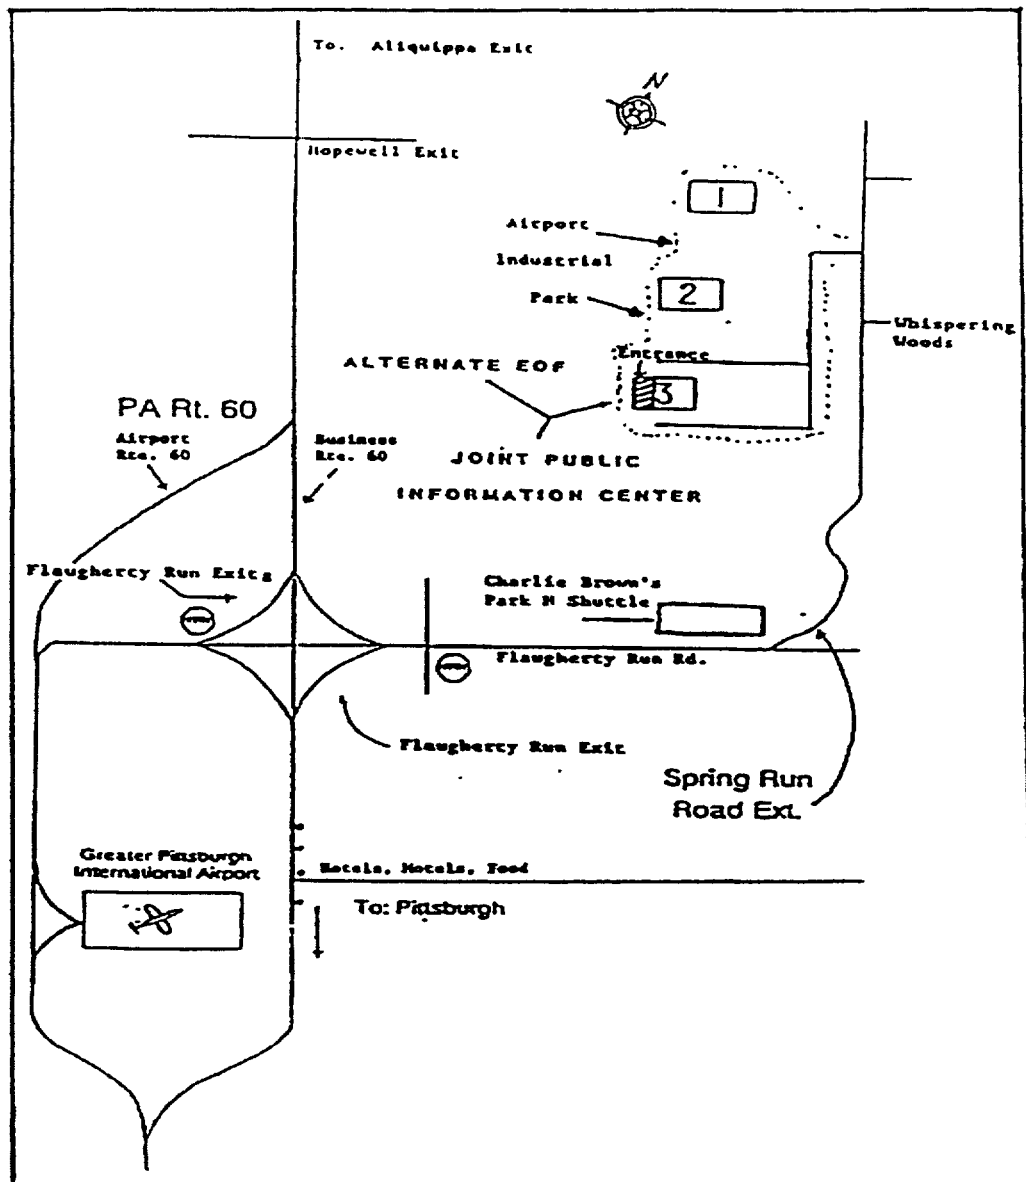 To. Aliquippa Exit
N
Hopewell Exit
1
Airport
Industrial
Park
2
Whispering
Woods
Entrance
ALTERNATE EOF
3
PA Rt. 60
Airport
Rte. 60
Business
Rte. 60
JOINT PUBLIC
INFORMATION CENTER
Flaugherty Run Exits
Charlie Brown's
Park N Shuttle
Flaugherty Run Rd.
Flaugherty Run Exit
Spring Run
Road Ext.
Greater Pittsburgh
International Airport
Hotels, Motels, Food
To: Pittsburgh